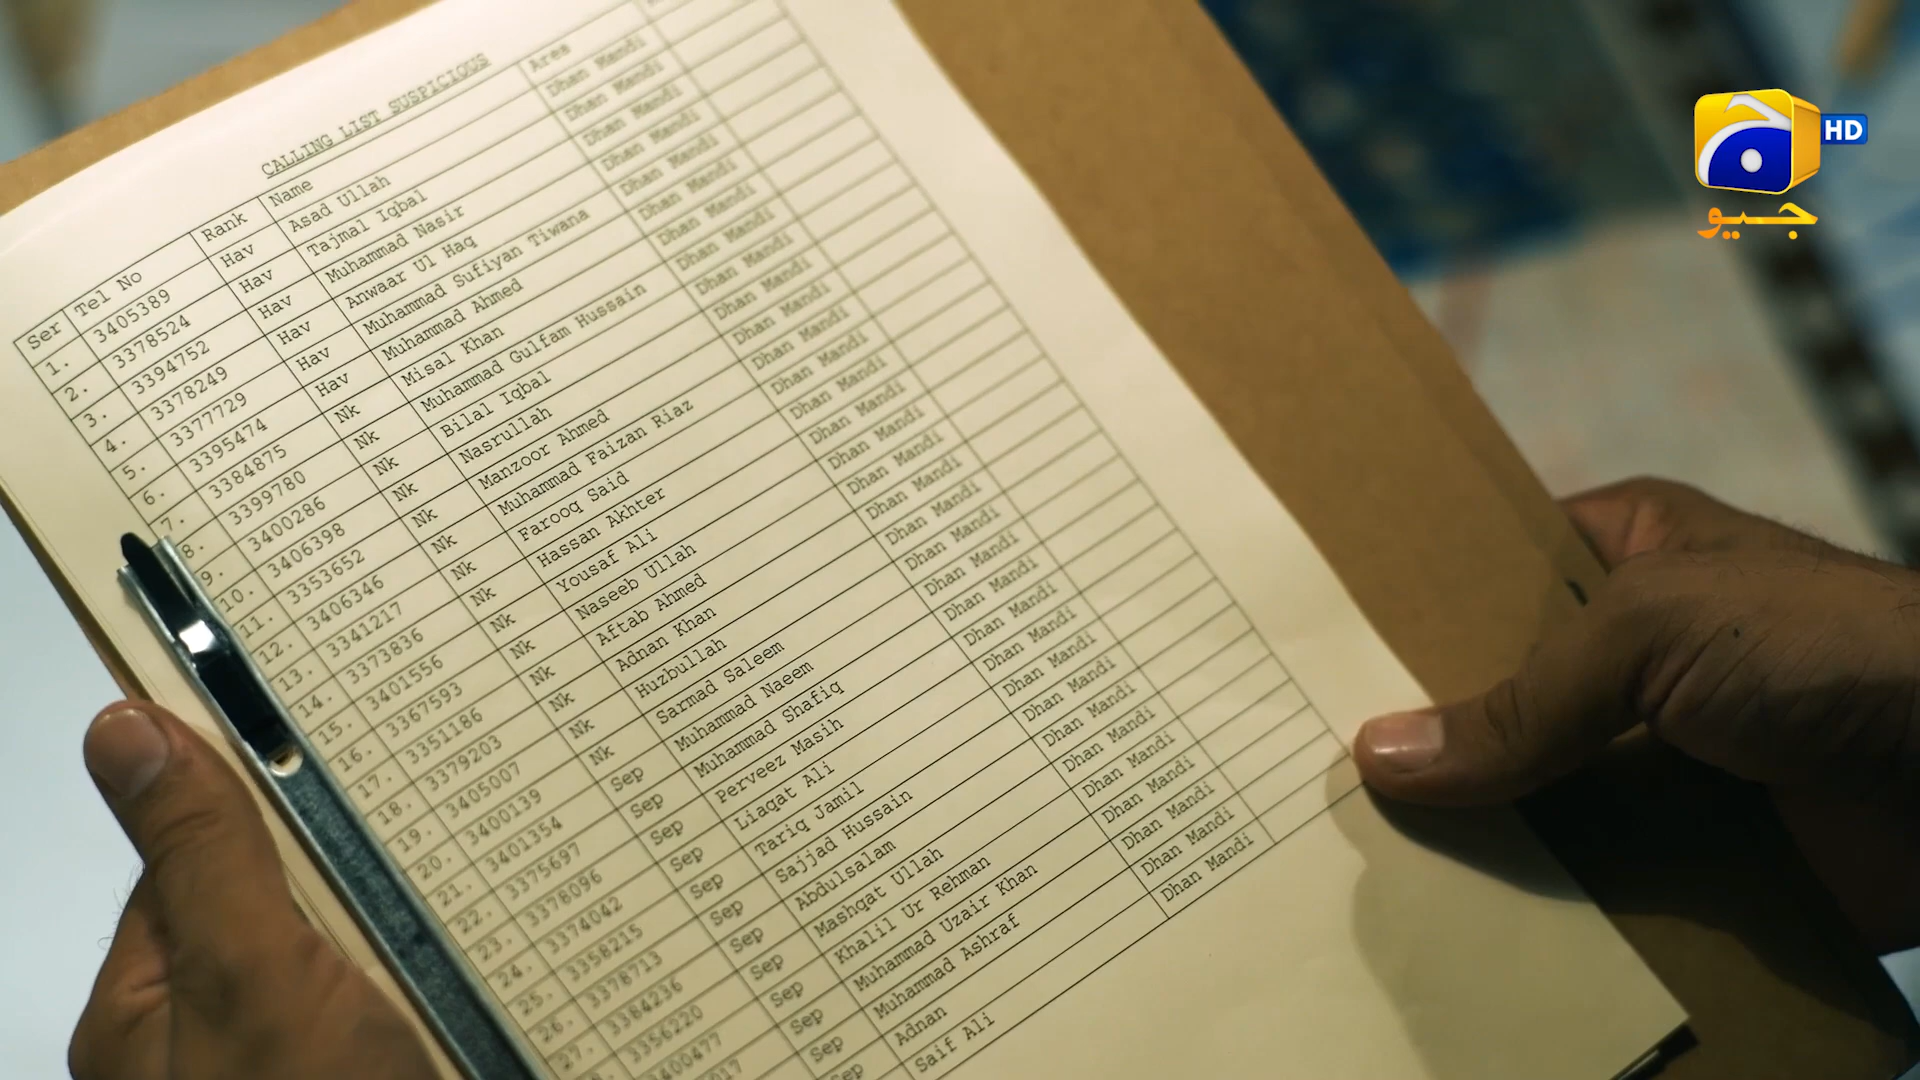 CALLING LIST SUSPICIOUS
Ser Tel No Rank Name Area
1. 3405389 Hav Asad Ullah Dhan Mandi
2. 3378524 Hav Tajmal Iqbal Dhan Mandi
3. 3394752 Hav Muhammad Nasir Dhan Mandi
4. 3378249 Hav Anwaar Ul Haq Dhan Mandi
5. 3377729 Hav Muhammad Sufiyan Tiwana Dhan Mandi
6. 3395474 Hav Muhammad Ahmed Dhan Mandi
7. 3384875 Nk Misal Khan Dhan Mandi
8. 3399780 Nk Muhammad Gulfam Hussain Dhan Mandi
9. 3400286 Nk Bilal Iqbal Dhan Mandi
10. 3406398 Nk Nasrullah Dhan Mandi
11. 3353652 Nk Manzoor Ahmed Dhan Mandi
12. 3406346 Nk Muhammad Faizan Riaz Dhan Mandi
13. 3341217 Nk Farooq Said Dhan Mandi
14. 3373836 Nk Hassan Akhter Dhan Mandi
15. 3401556 Nk Yousaf Ali Dhan Mandi
16. 3367593 Nk Naseeb Ullah Dhan Mandi
17. 3351186 Nk Aftab Ahmed Dhan Mandi
18. 3379203 Nk Adnan Khan Dhan Mandi
19. 3405007 Nk Huzbullah Dhan Mandi
20. 3400139 Nk Sarmad Saleem Dhan Mandi
21. 3401354 Sep Muhammad Naeem Dhan Mandi
22. 3375697 Sep Muhammad Shafiq Dhan Mandi
23. 3378096 Sep Perveez Masih Dhan Mandi
24. 3374042 Sep Liaqat Ali Dhan Mandi
25. 3358215 Sep Tariq Jamil Dhan Mandi
26. 3378713 Sep Sajjad Hussain Dhan Mandi
27. 3384236 Sep Abdulsalam Dhan Mandi
3356220 Sep Mashqat Ullah Dhan Mandi
3400477 Sep Khalil Ur Rehman Dhan Mandi
Sep Muhammad Uzair Khan Dhan Mandi
Sep Muhammad Ashraf Dhan Mandi
Sep Adnan Dhan Mandi
Saif Ali Dhan Mandi
HD
جيو